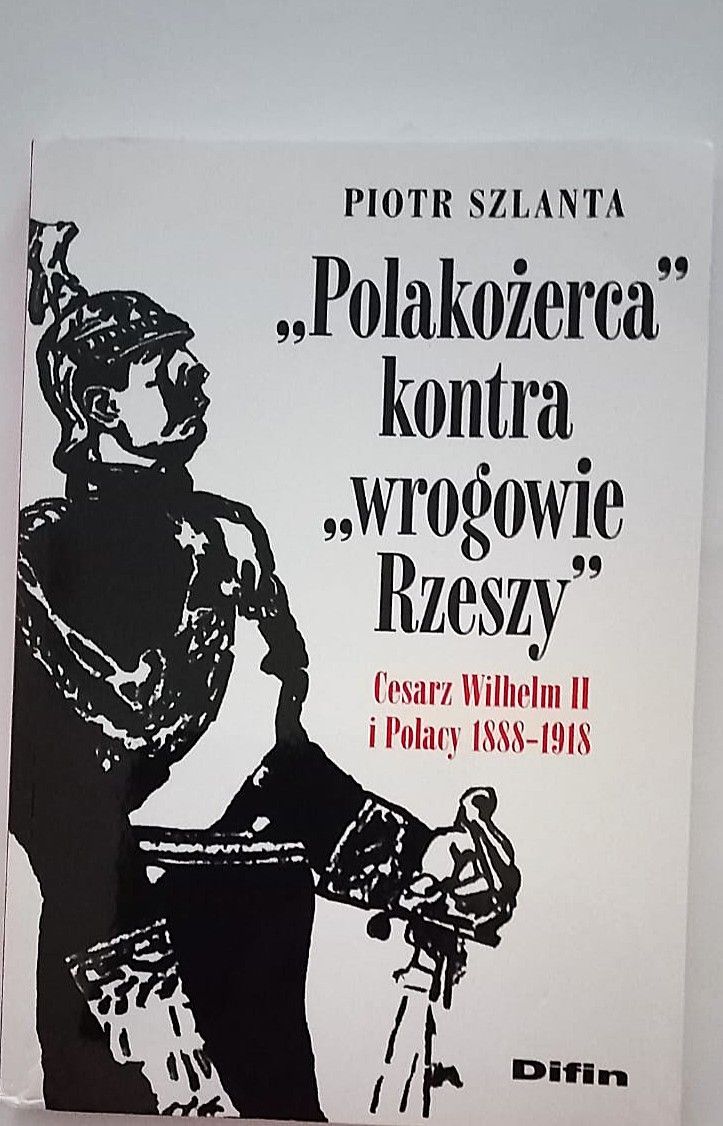 PIOTR SZLANTA
„Polakożerca”
kontra
„wrogowie
Rzeszy”
Cesarz Wilhelm II
i Polacy 1888–1918
Difin